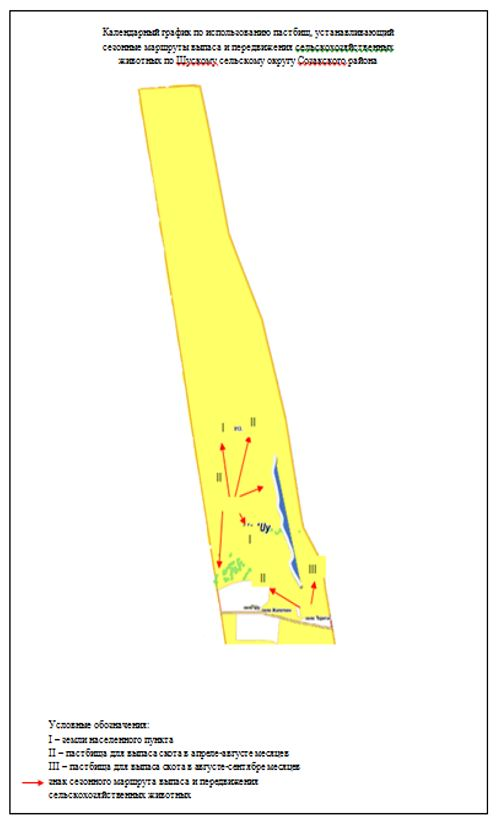 Календарный график по использованию пастбищ, устанавливающий
сезонные маршруты выпаса и передвижения сельскохозяйственных
животных по Шускому сельскому округу Созакского района
I
II
II
I
III
II
Условные обозначения:
I – земли населенного пункта
II – пастбища для выпаса скота в апреле-августе месяцев
III – пастбища для выпаса скота в августе-сентябре месяцев
знак сезонного маршрута выпаса и передвижения
сельскохозяйственных животных